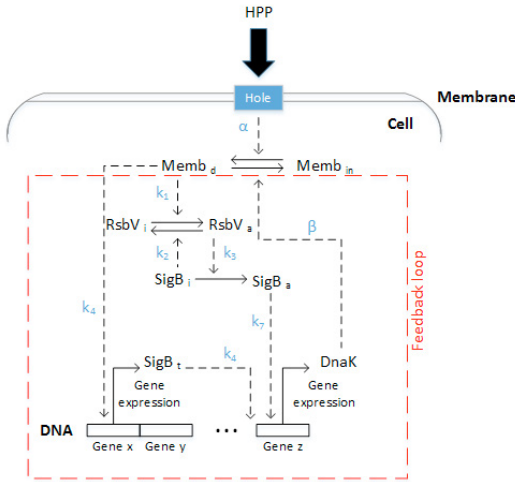 HPP
Hole
Membrane
Cell
α
Memb d
Memb in
k1
RsbV i
RsbV a
β
k2
k3
SigB i
SigB a
k4
k7
Feedback loop
SigB t
k4
DnaK
Gene expression
Gene expression
DNA
...
Gene x
Gene y
Gene z